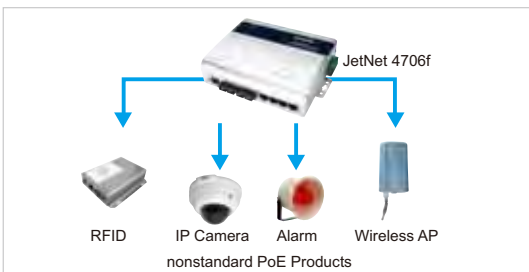 JetNet 4706f
RFID
IP Camera
Alarm
Wireless AP
nonstandard PoE Products